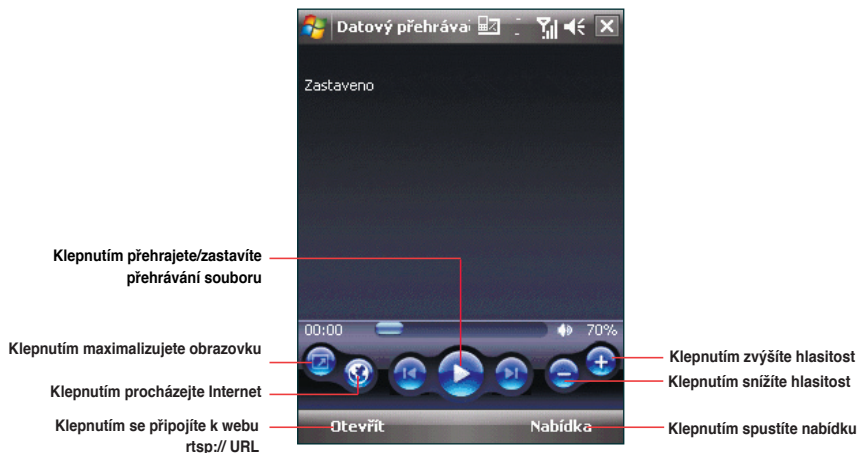 Datový přehráva
Zastaveno
Klepnutím přehrajete/zastavíte
přehrávání souboru
00:00
70%
Klepnutím maximalizujete obrazovku
Klepnutím zvýšíte hlasitost
Klepnutím snížíte hlasitost
Klepnutím procházejte Internet
Klepnutím se připojíte k webu
rtsp:// URL
Otevřít
Nabídka
Klepnutím spustíte nabídku